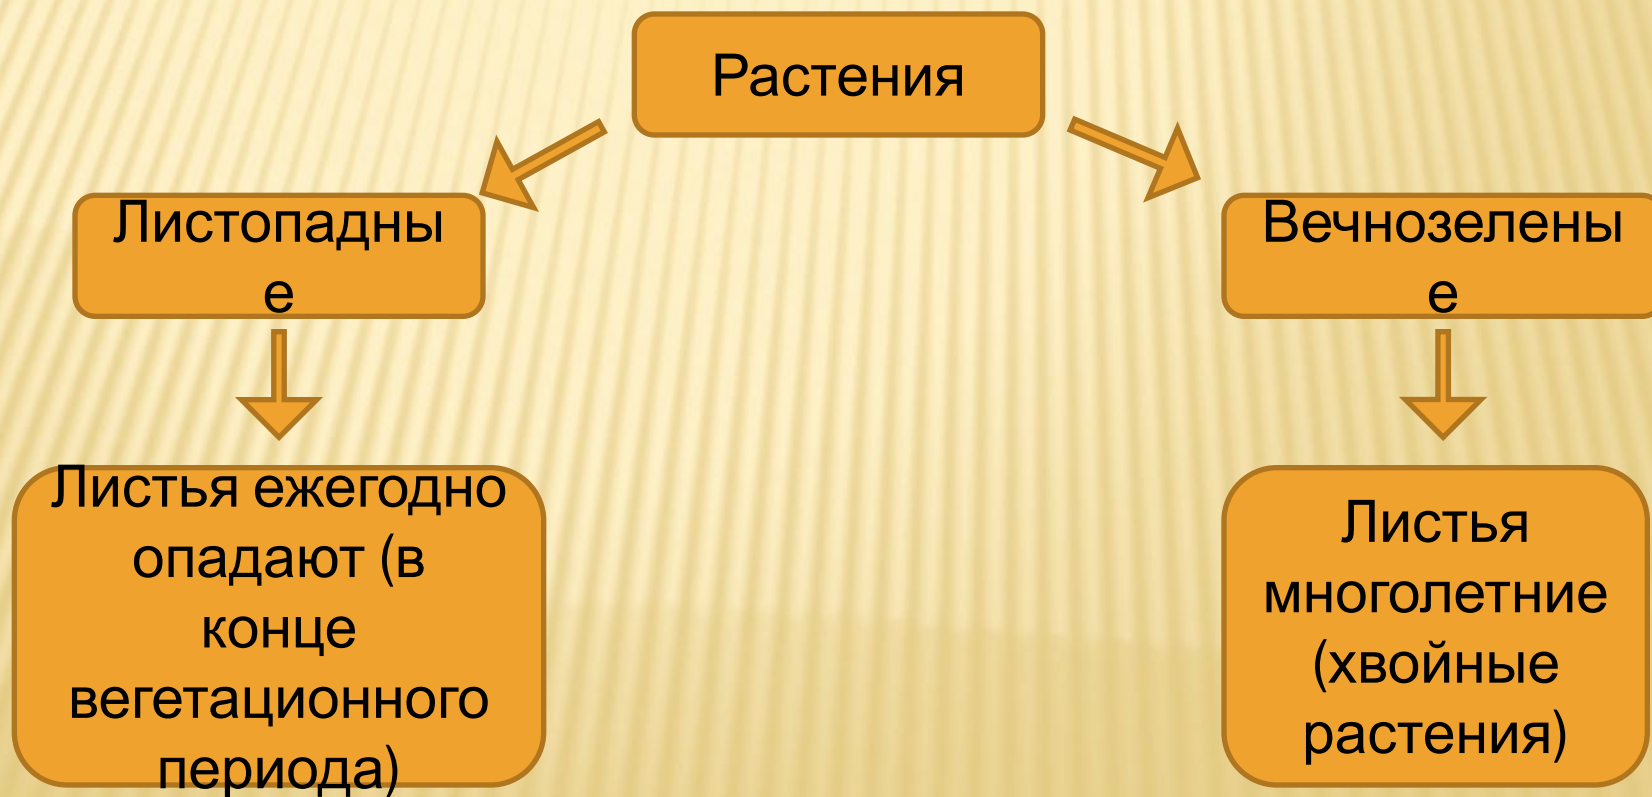 Растения
Листопадны
е
Вечнозелены
е
Листья ежегодно
опадают (в
конце
вегетационного
периода)
Листья
многолетние
(хвойные
растения)